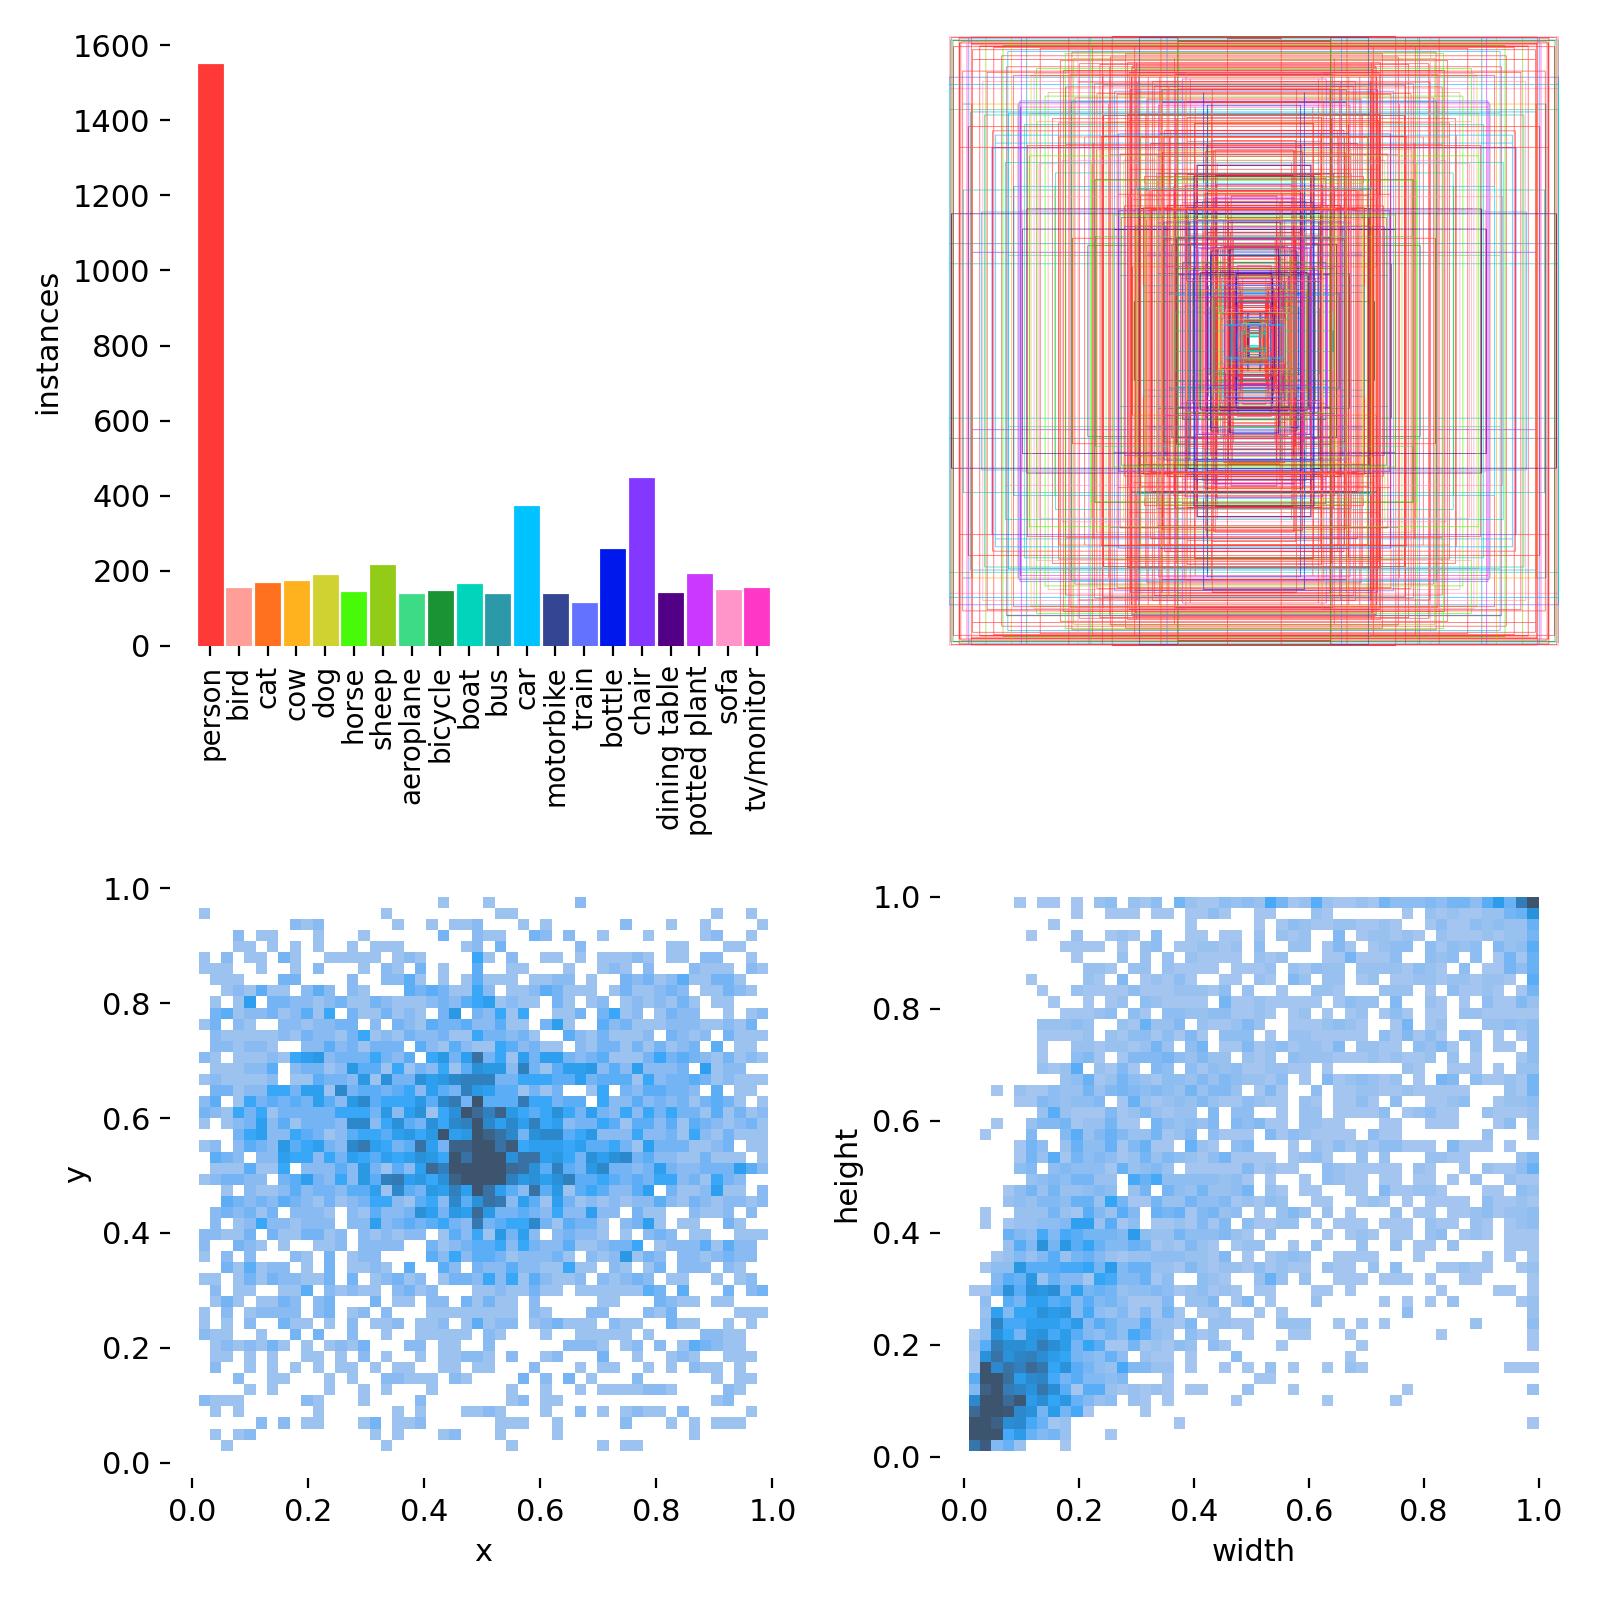 1600
1400
1200
1000
800
600
400
200
0
instances
person
bird
cat
cow
dog
horse
sheep
aeroplane
bicycle
boat
bus
car
motorbike
train
bottle
chair
dining table
potted plant
sofa
tv/monitor
1.0
0.8
0.6
0.4
0.2
0.0
y
0.0 0.2 0.4 0.6 0.8 1.0
x
1.0
0.8
0.6
0.4
0.2
0.0
height
0.0 0.2 0.4 0.6 0.8 1.0
width